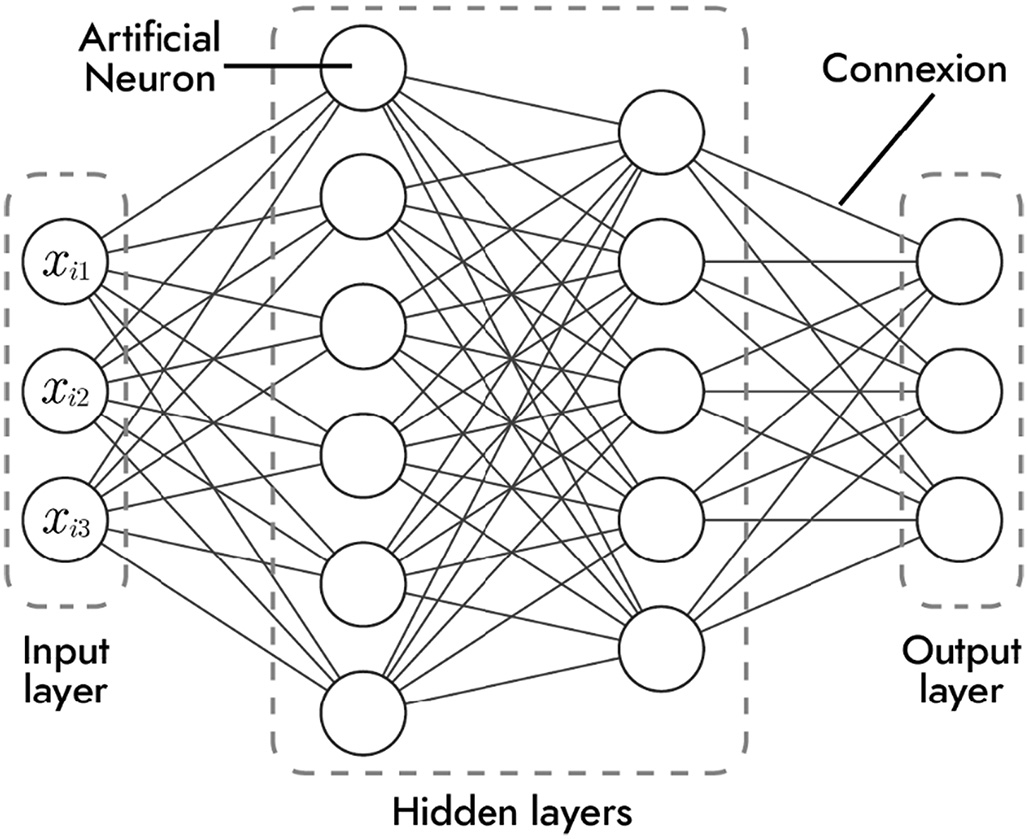 Artificial
Neuron
Connexion
x_{i1}
x_{i2}
x_{i3}
Input
layer
Output
layer
Hidden layers